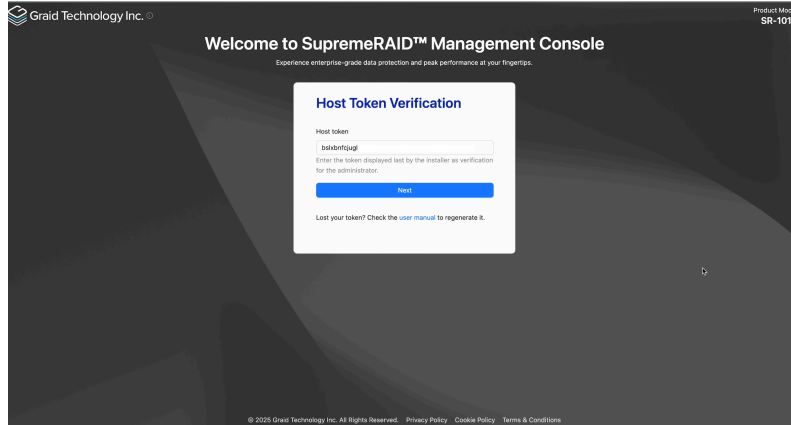 Graid Technology Inc.
Product Mod
SR-101
Welcome to SupremeRAID™ Management Console
Experience enterprise-grade data protection and peak performance at your fingertips.
Host Token Verification
Host token
bslxbnfcjugl
Enter the token displayed last by the installer as verification
for the administrator.
Next
Lost your token? Check the user manual to regenerate it.
© 2025 Graid Technology Inc. All Rights Reserved. Privacy Policy Cookie Policy Terms & Conditions